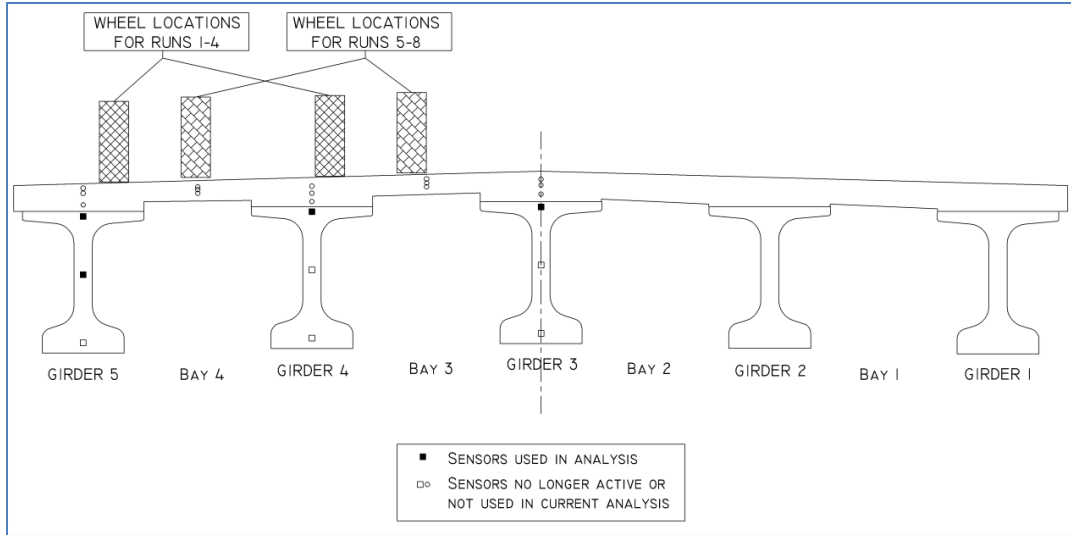 WHEEL LOCATIONS
FOR RUNS 1-4
WHEEL LOCATIONS
FOR RUNS 5-8
GIRDER 5
BAY 4
GIRDER 4
BAY 3
GIRDER 3
BAY 2
GIRDER 2
BAY 1
GIRDER 1
SENSORS USED IN ANALYSIS
SENSORS NO LONGER ACTIVE OR
NOT USED IN CURRENT ANALYSIS